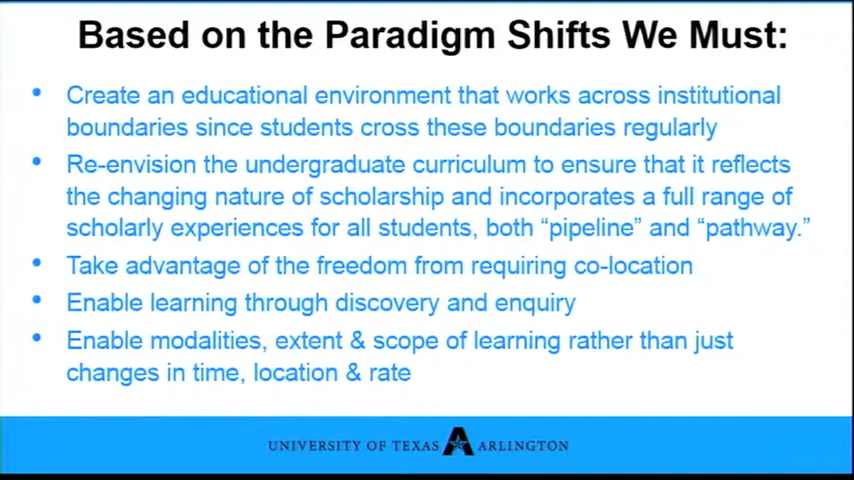 Based on the Paradigm Shifts We Must:
• Create an educational environment that works across institutional
boundaries since students cross these boundaries regularly
• Re-envision the undergraduate curriculum to ensure that it reflects
the changing nature of scholarship and incorporates a full range of
scholarly experiences for all students, both “pipeline” and “pathway.”
• Take advantage of the freedom from requiring co-location
• Enable learning through discovery and enquiry
• Enable modalities, extent & scope of learning rather than just
changes in time, location & rate
UNIVERSITY OF TEXAS A ARLINGTON